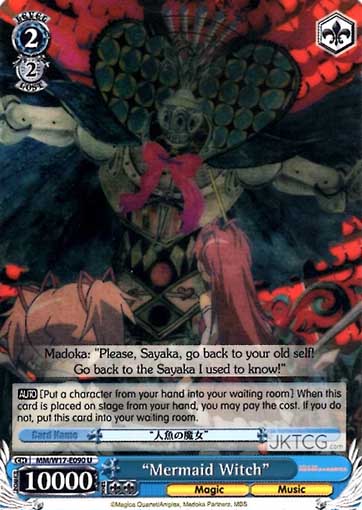 LEVEL
2
2
COST
Madoka: "Please, Sayaka, go back to your old self!
Go back to the Sayaka I used to know!"
AUTO [Put a character from your hand into your waiting room] When this
card is placed on stage from your hand, you may pay the cost. If you do
not, put this card into your waiting room.
Card Name
"人魚の魔女"
JKTCG.com
CH MM/W17-E090 U
10000
"Mermaid Witch"
Magic
Music
©Magica Quartet/Aniplex, Madoka Partners, MBS